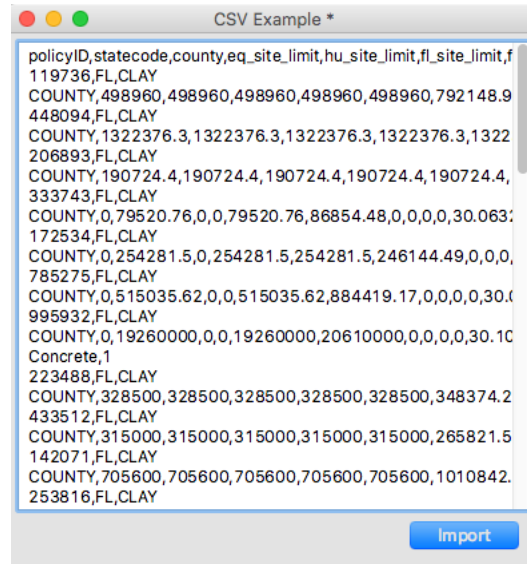 CSV Example *
policyID,statecode,county,eq_site_limit,hu_site_limit,fl_site_limit,f
119736,FL,CLAY
COUNTY,498960,498960,498960,498960,498960,792148.9
448094,FL,CLAY
COUNTY,1322376.3,1322376.3,1322376.3,1322376.3,1322
206893,FL,CLAY
COUNTY,190724.4,190724.4,190724.4,190724.4,190724.4,
333743,FL,CLAY
COUNTY,0,79520.76,0,0,79520.76,86854.48,0,0,0,0,30.063
172534,FL,CLAY
COUNTY,0,254281.5,0,254281.5,254281.5,246144.49,0,0,0,
785275,FL,CLAY
COUNTY,0,515035.62,0,0,515035.62,884419.17,0,0,0,0,30.
995932,FL,CLAY
COUNTY,0,19260000,0,0,19260000,20610000,0,0,0,0,30.10
Concrete,1
223488,FL,CLAY
COUNTY,328500,328500,328500,328500,328500,348374.2
433512,FL,CLAY
COUNTY,315000,315000,315000,315000,315000,265821.5
142071,FL,CLAY
COUNTY,705600,705600,705600,705600,705600,1010842.
253816,FL,CLAY
Import